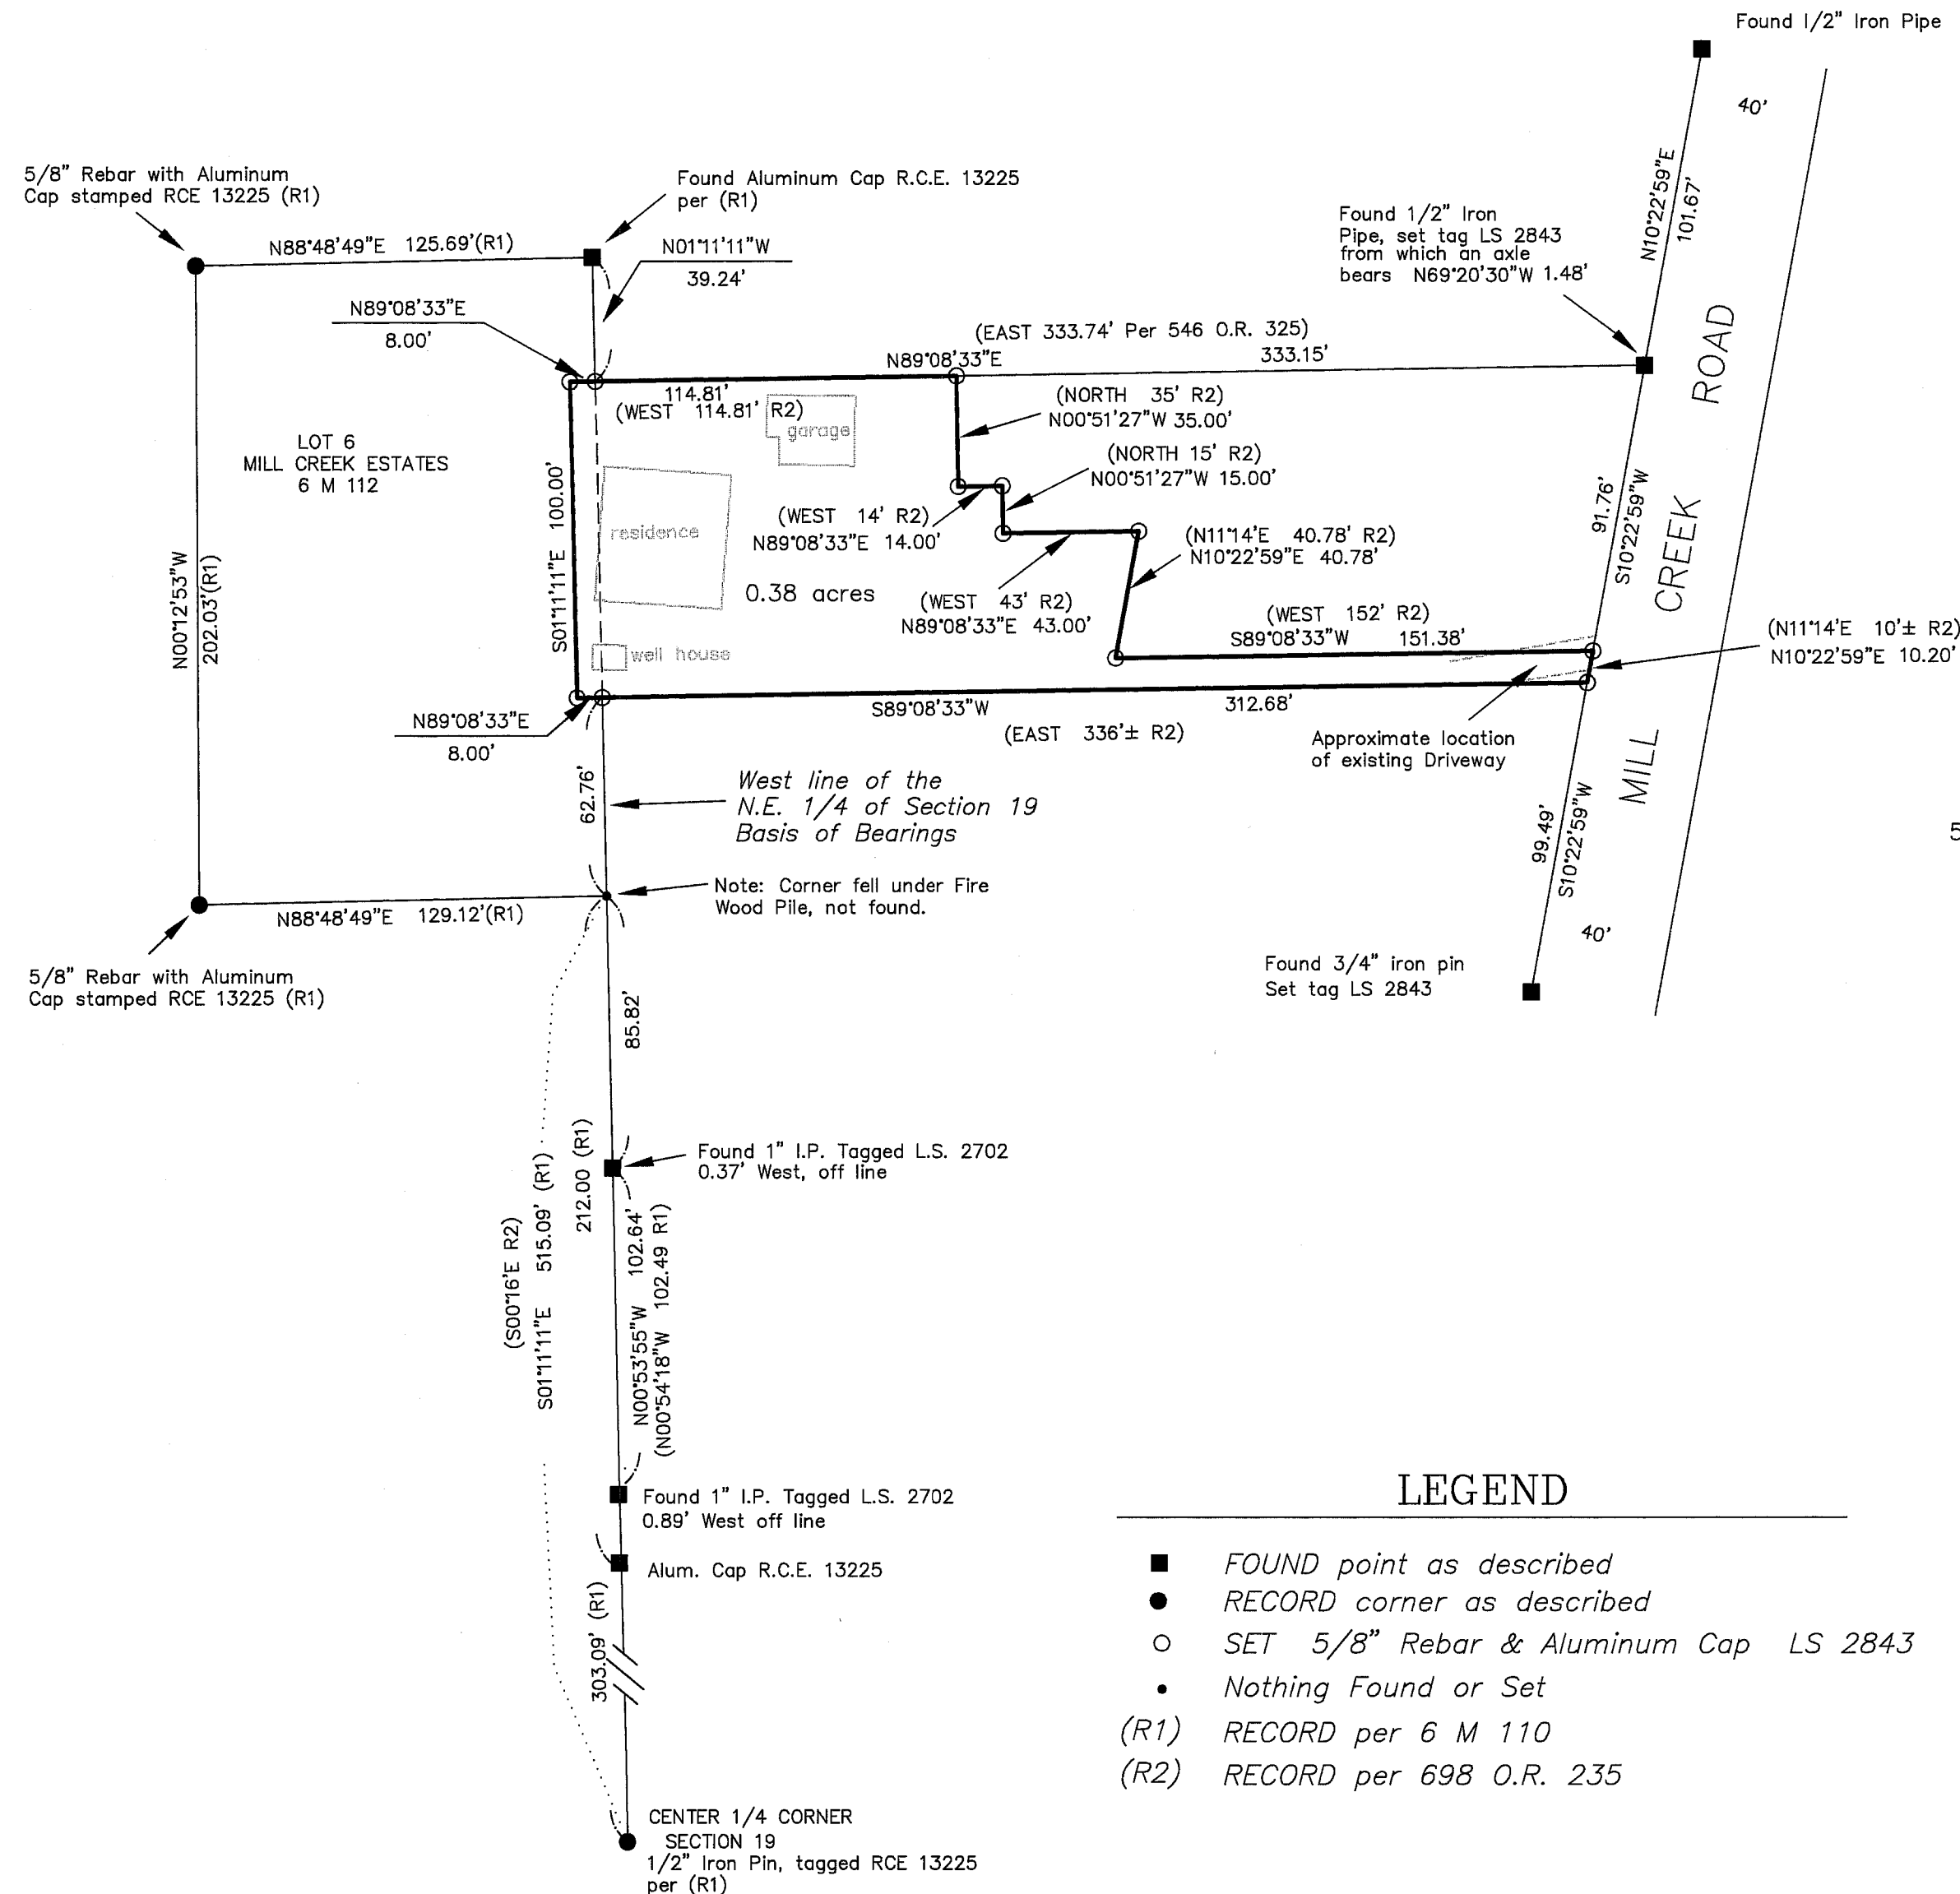 Found 1/2" Iron Pipe
40'
N10°22'59"E
101.67'
5/8" Rebar with Aluminum
Cap stamped RCE 13225 (R1)
Found Aluminum Cap R.C.E. 13225
per (R1)
Found 1/2" Iron
Pipe, set tag LS 2843
from which an axle
bears N69°20'30"W 1.48'
N88°48'49"E 125.69'(R1)
N01°11'11"W
39.24'
N89°08'33"E
8.00'
(EAST 333.74' Per 546 O.R. 325)
N89°08'33"E 333.15'
114.81'
(WEST 114.81' R2)
garage
(NORTH 35' R2)
N00°51'27"W 35.00'
LOT 6
MILL CREEK ESTATES
6 M 112
(NORTH 15' R2)
N00°51'27"W 15.00'
S01°11'11"E 100.00'
residence
(WEST 14' R2)
N89°08'33"E 14.00'
(N11°14'E 40.78' R2)
N10°22'59"E 40.78'
91.76'
S10°22'59"W
MILL CREEK ROAD
N00°12'53"W
202.03'(R1)
0.38 acres
(WEST 43' R2)
N89°08'33"E 43.00'
(WEST 152' R2)
S89°08'33"W 151.38'
(N11°14'E 10'± R2)
N10°22'59"E 10.20'
well house
N89°08'33"E
8.00'
S89°08'33"W 312.68'
(EAST 336'± R2)
Approximate location
of existing Driveway
62.76'
West line of the
N.E. 1/4 of Section 19
Basis of Bearings
99.49'
S10°22'59"W
5
Note: Corner fell under Fire
Wood Pile, not found.
N88°48'49"E 129.12'(R1)
40'
5/8" Rebar with Aluminum
Cap stamped RCE 13225 (R1)
Found 3/4" iron pin
Set tag LS 2843
85.82'
Found 1" I.P. Tagged L.S. 2702
0.37' West, off line
212.00 (R1)
(S00°16'E R2)
S01°11'11"E 515.09' (R1)
N00°53'55"W 102.64'
(N00°54'18"W 102.49 R1)
Found 1" I.P. Tagged L.S. 2702
0.89' West off line
Alum. Cap R.C.E. 13225
303.09' (R1)
CENTER 1/4 CORNER
SECTION 19
1/2" Iron Pin, tagged RCE 13225
per (R1)
LEGEND
FOUND point as described
RECORD corner as described
SET 5/8" Rebar & Aluminum Cap LS 2843
Nothing Found or Set
(R1) RECORD per 6 M 110
(R2) RECORD per 698 O.R. 235